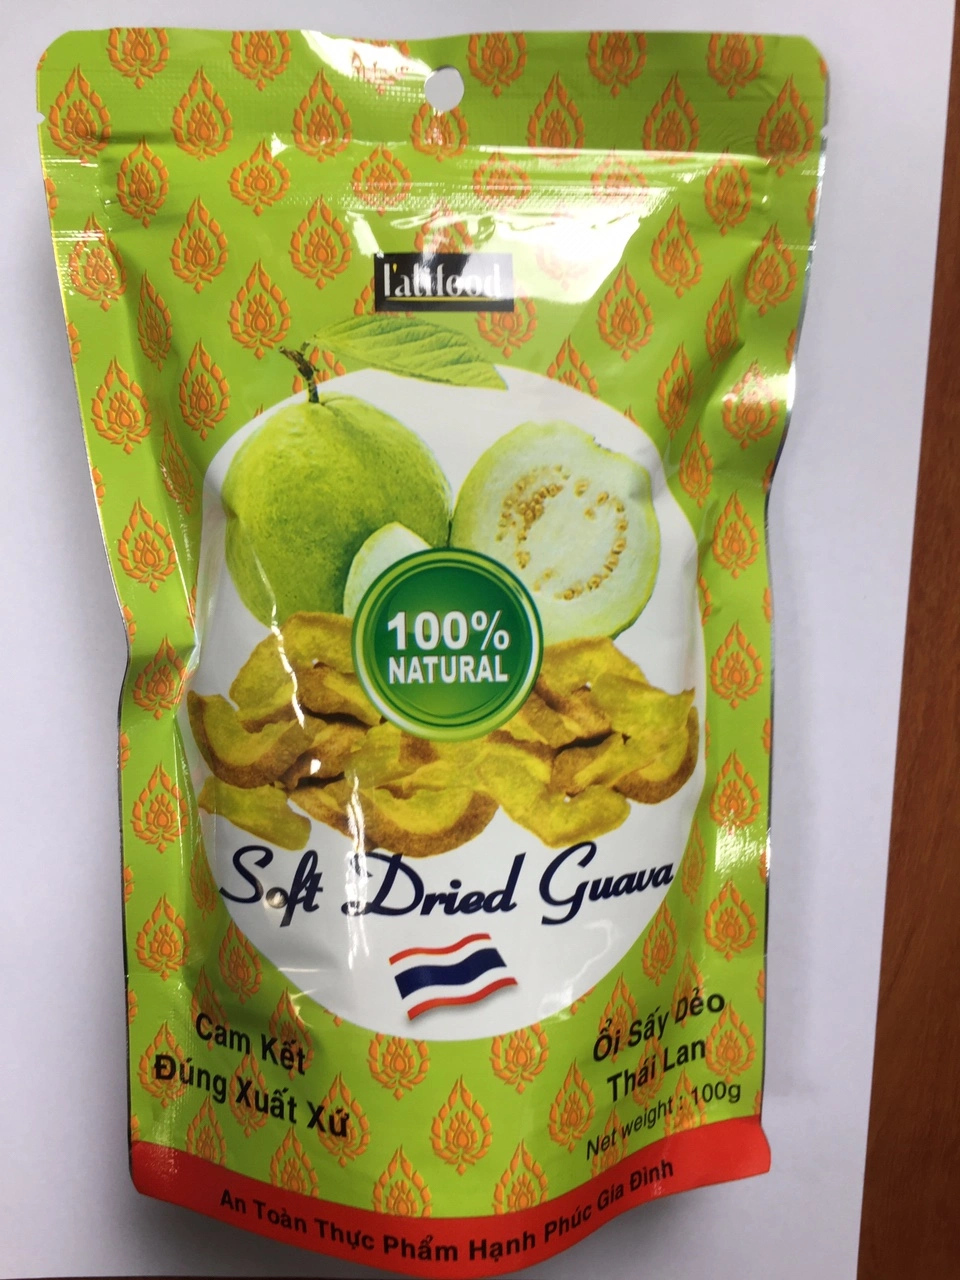 l'atifood
100%
NATURAL
Soft Dried Guava
Cam Kết
Đúng Xuất Xứ
Ổi Sấy Dẻo
Thái Lan
Net weight : 100g
An Toàn Thực Phẩm Hạnh Phúc Gia Đình